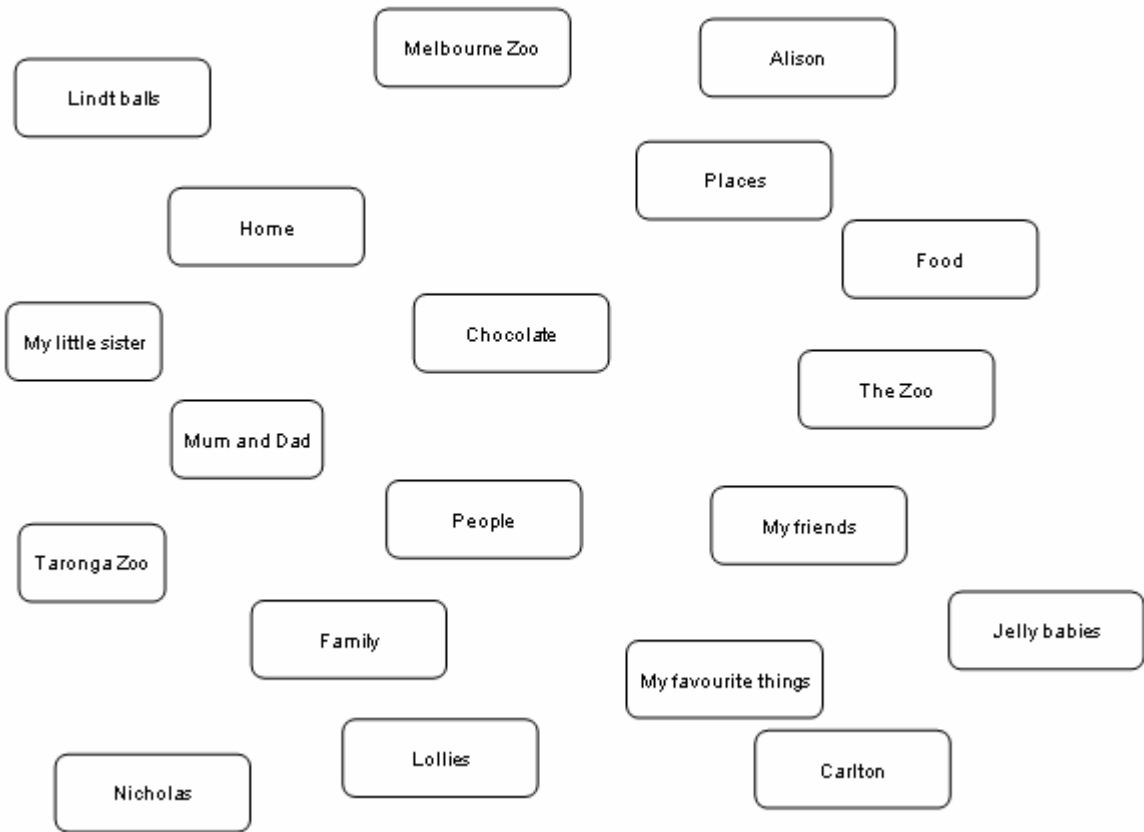 Melbourne Zoo
Alison
Lindt balls
Places
Home
Food
Chocolate
My little sister
The Zoo
Mum and Dad
People
My friends
Taronga Zoo
Jelly babies
Family
My favourite things
Lollies
Carlton
Nicholas